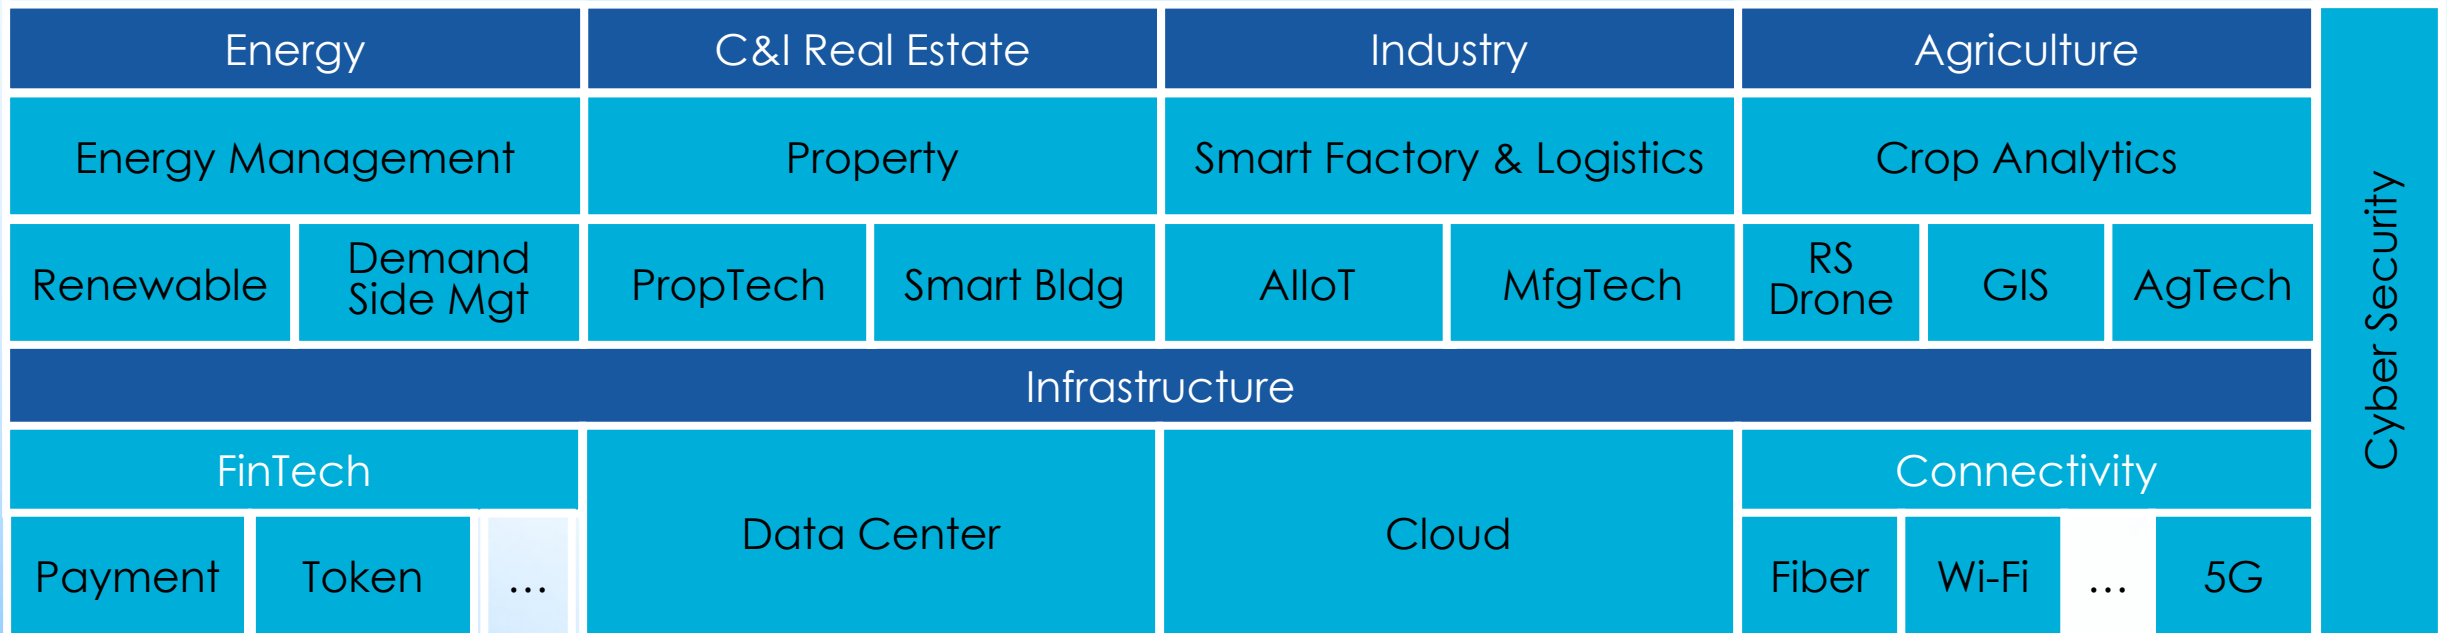 Energy
C&I Real Estate
Industry
Agriculture
Energy Management
Property
Smart Factory & Logistics
Crop Analytics
Renewable
Demand
Side Mgt
PropTech
Smart Bldg
AIIoT
MfgTech
RS
Drone
GIS
AgTech
Infrastructure
FinTech
Data Center
Cloud
Connectivity
Payment
Token
...
Fiber
Wi-Fi
...
5G
Cyber Security